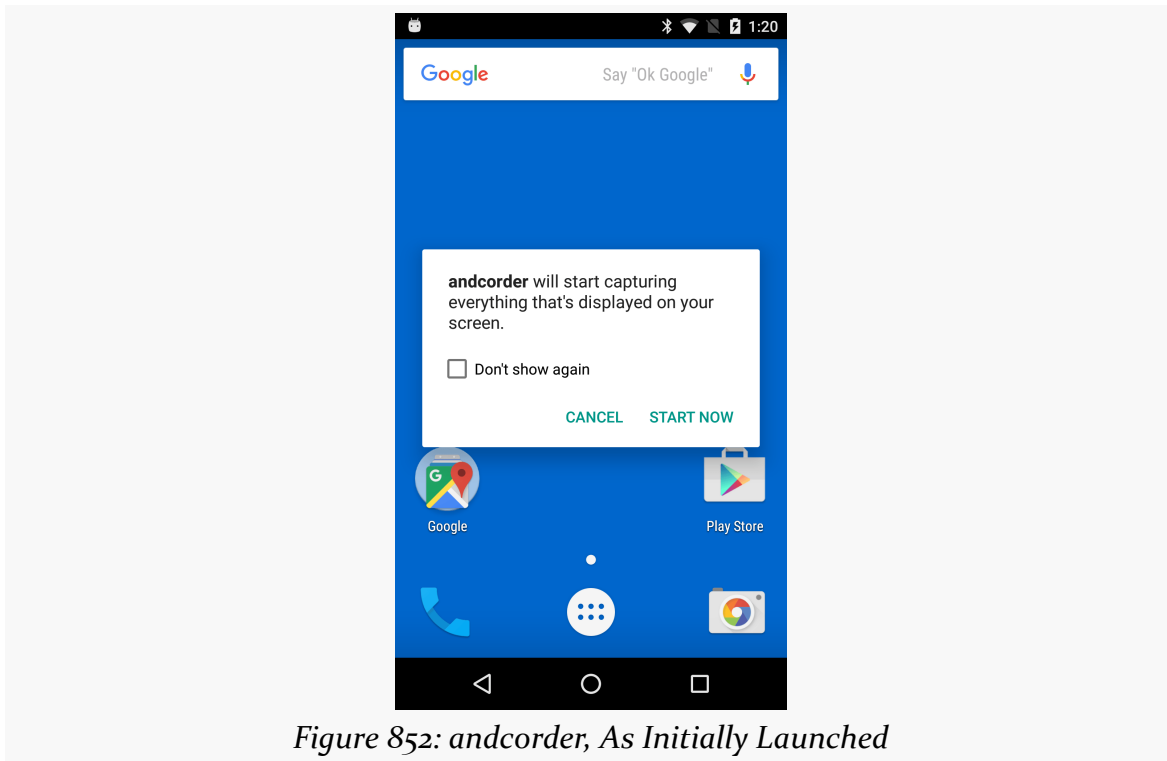 1:20
Google Say "Ok Google"
andcorder will start capturing
everything that's displayed on your
screen.
Don't show again
CANCEL START NOW
G
Google Play Store
Figure 852: andcorder, As Initially Launched